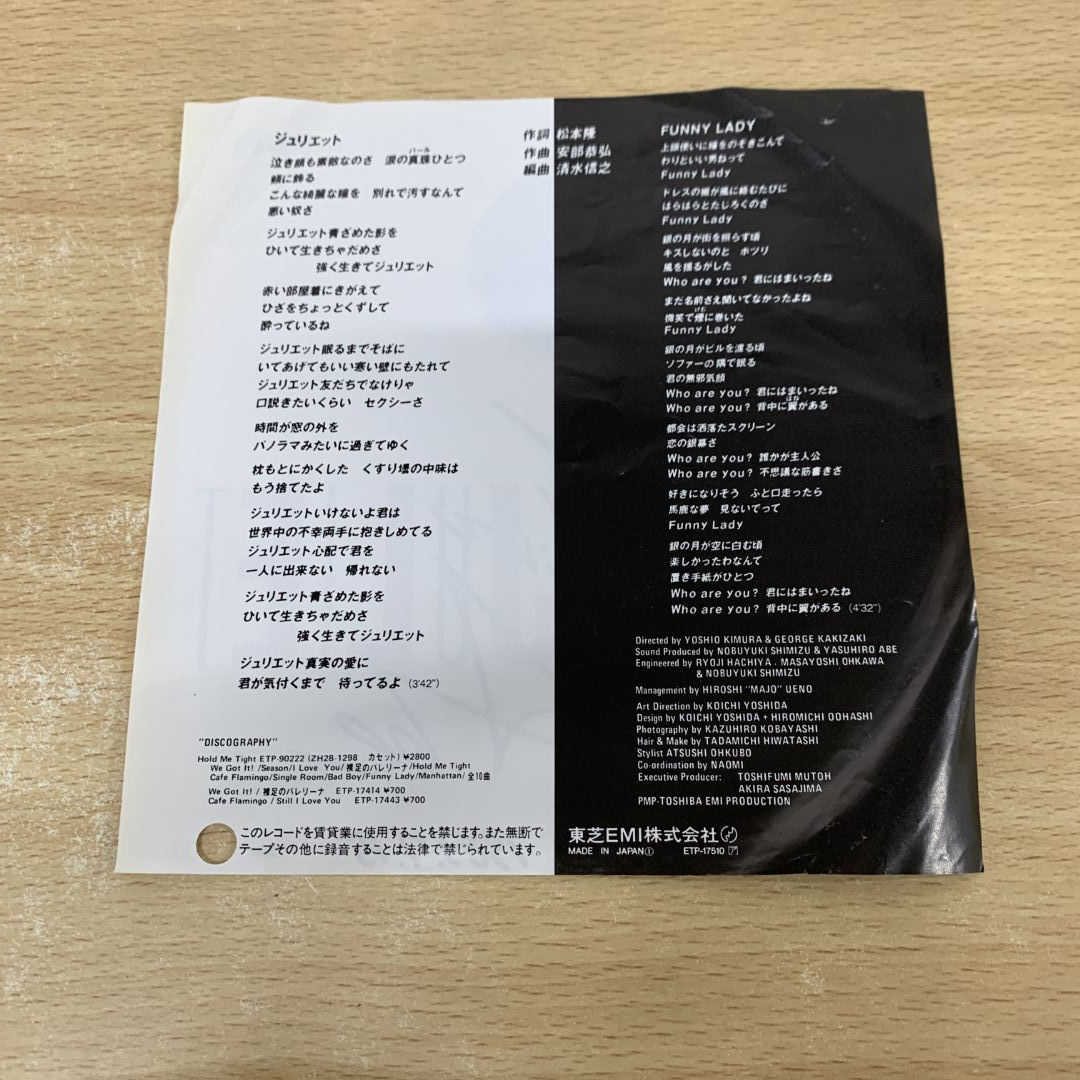 ジュリエット
泣き顔も素敵なのさ　涙の真珠ひとつ
パール
頬に飾る
こんな綺麗な瞳を　別れで汚すなんて
悪い奴さ
ジュリエット青ざめた影を
ひいて生きちゃだめさ
強く生きてジュリエット
赤い部屋着にきがえて
ひざをちょっとくずして
酔っているね
ジュリエット眠るまでそばに
いてあげてもいい寒い壁にもたれて
ジュリエット友だちでなけりゃ
口説きたいくらい　セクシーさ
時間が窓の外を
パノラマみたいに過ぎてゆく
枕もとにかくした　くすり壜の中味は
もう捨てたよ
ジュリエットいけないよ君は
世界中の不幸両手に抱きしめてる
ジュリエット心配で君を
一人に出来ない　帰れない
ジュリエット青ざめた影を
ひいて生きちゃだめさ
強く生きてジュリエット
ジュリエット真実の愛に
君が気付くまで　待ってるよ (3'42")
"DISCOGRAPHY"
Hold Me Tight ETP-90222 (ZH28-1298 カセット) ¥2800
We Got It! /Season/I Love You/裸足のバレリーナ/Hold Me Tight
Cafe Flamingo/Single Room/Bad Boy/Funny Lady/Manhattan/全10曲
We Got It! / 裸足のバレリーナ ETP-17414 ¥700
Cafe Flamingo / Still I Love You ETP-17443 ¥700
このレコードを賃貸業に使用することを禁じます。また無断で
テープその他に録音することは法律で禁じられています。
作詞 松本隆
作曲 安部恭弘
編曲 清水信之
FUNNY LADY
上目使いに瞳をのぞきこんで
わりといい男ねって
Funny Lady
ドレスの裾が風に絡むたびに
はらはらとたじろぐのさ
Funny Lady
銀の月が街を照らす頃
キスしないのと　ポツリ
風を揺るがした
Who are you? 君にはまいったね
まだ名前さえ聞いてなかったよね
微笑で煙に巻いた
けむ
Funny Lady
銀の月がビルを渡る頃
ソファーの隅で眠る
君の無邪気顔
Who are you? 君にはまいったね
Who are you? 背中に翼がある
はね
都会は洒落たスクリーン
恋の銀幕さ
Who are you? 誰かが主人公
Who are you? 不思議な筋書きさ
好きになりそう　ふと口走ったら
馬鹿な夢　見ないでって
Funny Lady
銀の月が空に白む頃
楽しかったわなんて
置き手紙がひとつ
Who are you? 君にはまいったね
Who are you? 背中に翼がある (4'32")
Directed by YOSHIO KIMURA & GEORGE KAKIZAKI
Sound Produced by NOBUYUKI SHIMIZU & YASUHIRO ABE
Engineered by RYOJI HACHIYA . MASAYOSHI OHKAWA
& NOBUYUKI SHIMIZU
Management by HIROSHI "MAJO" UENO
Art Direction by KOICHI YOSHIDA
Design by KOICHI YOSHIDA + HIROMICHI OOHASHI
Photography by KAZUHIRO KOBAYASHI
Hair & Make by TADAMICHI HIWATASHI
Stylist ATSUSHI OHKUBO
Co-ordination by NAOMI
Executive Producer: TOSHIFUMI MUTOH
AKIRA SASAJIMA
PMP-TOSHIBA EMI PRODUCTION
東芝EMI株式会社
MADE IN JAPAN① ETP-17510 ア